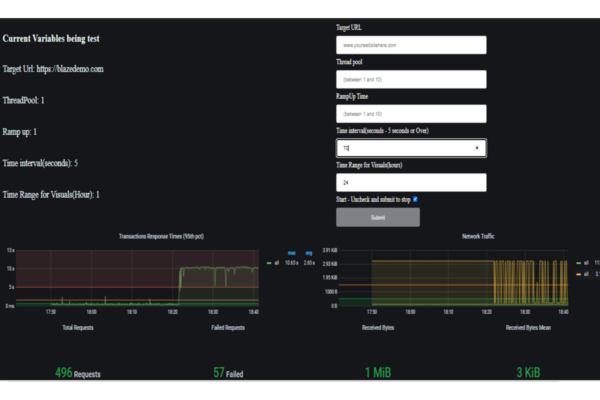 Current Variables being test
Target Url: https://blazedemo.com
ThreadPool: 1
Ramp up: 1
Time interval(seconds): 5
Time Range for Visuals(Hour): 1
Target URL
www.yourwebsitehere.com
Thread pool
(between 1 and 10)
RampUp Time
(between 1 and 10)
Time interval(seconds - 5 seconds or Over)
70
Time Range for Visuals(hours)
24
Start - Uncheck and submit to stop
Submit
Transactions Response Times (95th pct)
15 s
10 s
5 s
0 ms
17:50 18:00 18:10 18:20 18:30 18:40
max avg
all 10.65 s 2.65 s
Network Traffic
3.91 KiB
2.93 KiB
1.95 KiB
1000 B
0 B
17:50 18:00 18:10 18:20 18:30 18:40
all
all
Total Requests
Failed Requests
Received Bytes
Received Bytes Mean
496 Requests
57 Failed
1 MiB
3 KiB